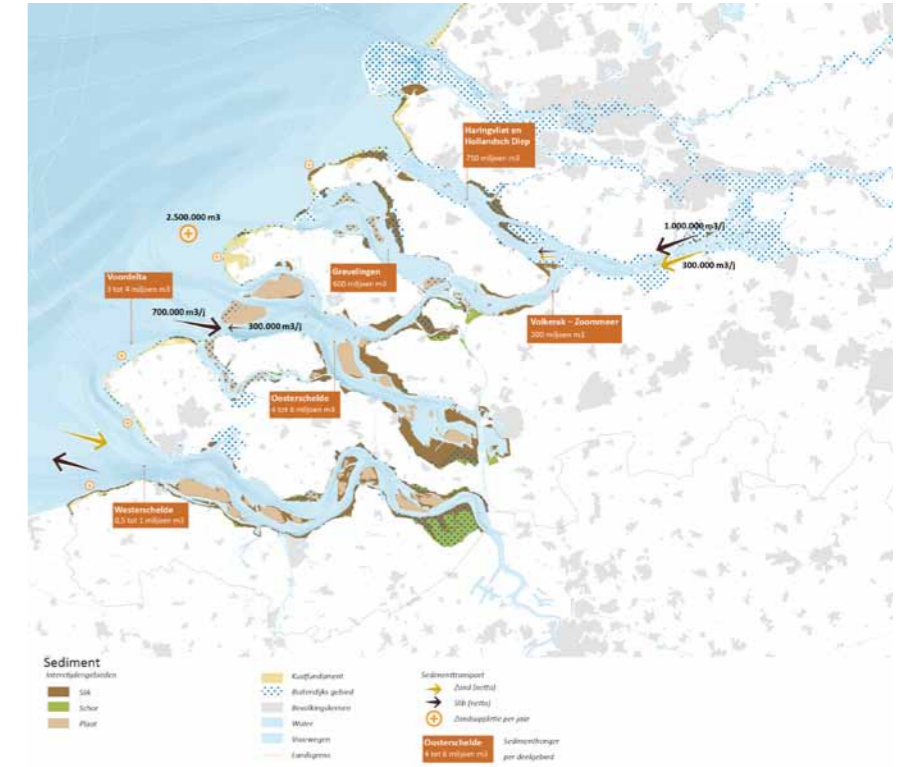 Haringvliet en
Hollandsch Diep
750 miljoen m3
2.500.000 m3
1.000.000 m3/j
300.000 m3/j
Voordelta
3 tot 4 miljoen m3
Grevelingen
600 miljoen m3
700.000 m3/j
300.000 m3/j
Volkerak - Zoommeer
200 miljoen m3
Oosterschelde
4 tot 6 miljoen m3
Westerschelde
0,5 tot 1 miljoen m3
Sediment
Intergetijdengebieden
Slik
Schor
Plaat
Kustfundament
Buitendijks gebied
Bevolkingskernen
Water
Vaarwegen
Landsgrens
Sedimenttransport
Zand (netto)
Slib (netto)
Zandsuppletie per jaar
Oosterschelde
4 tot 6 miljoen m3
Sedimenthonger
per deelgebied